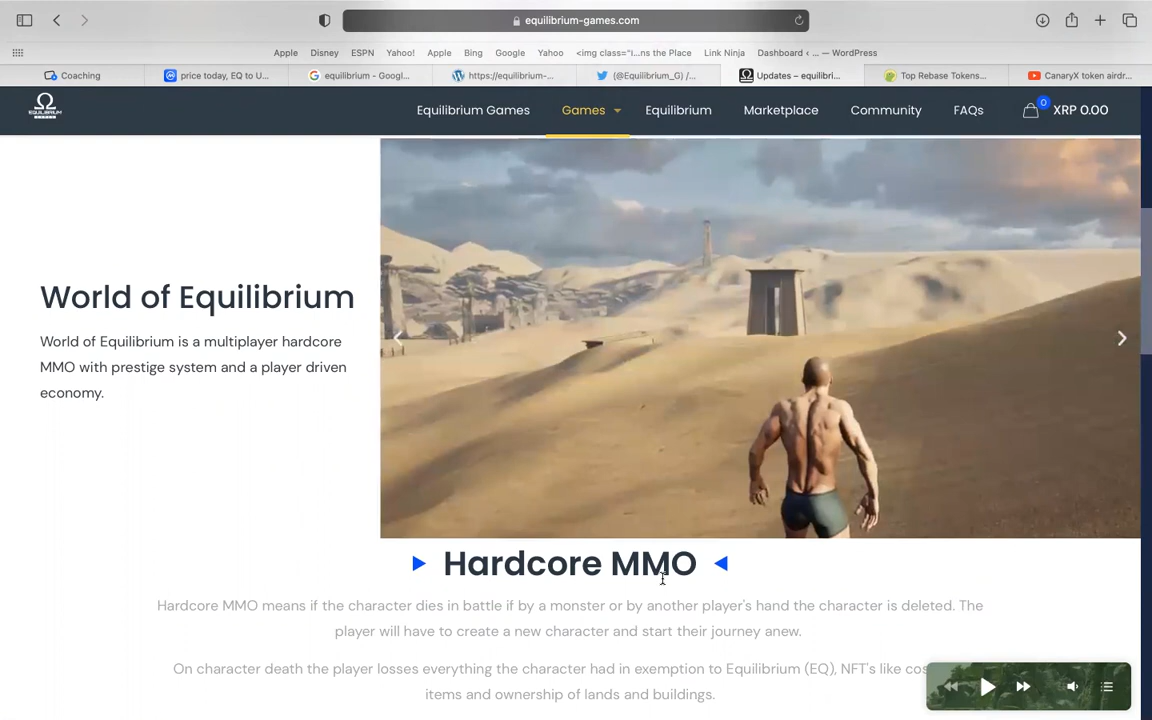 equilibrium-games.com
Apple Disney ESPN Yahoo! Apple Bing Google Yahoo <img class="i...ns the Place Link Ninja Dashboard ‹ ... — WordPress
Coaching price today, EQ to U... equilibrium - Googl... https://equilibrium-... (@Equilibrium_G) /... Updates – equilibri... Top Rebase Tokens... CanaryX token airdr...
EQUILIBRIUM
Equilibrium Games Games Equilibrium Marketplace Community FAQs 0 XRP 0.00
World of Equilibrium
World of Equilibrium is a multiplayer hardcore
MMO with prestige system and a player driven
economy.
Hardcore MMO
Hardcore MMO means if the character dies in battle if by a monster or by another player's hand the character is deleted. The
player will have to create a new character and start their journey anew.
On character death the player losses everything the character had in exemption to Equilibrium (EQ), NFT's like
items and ownership of lands and buildings.